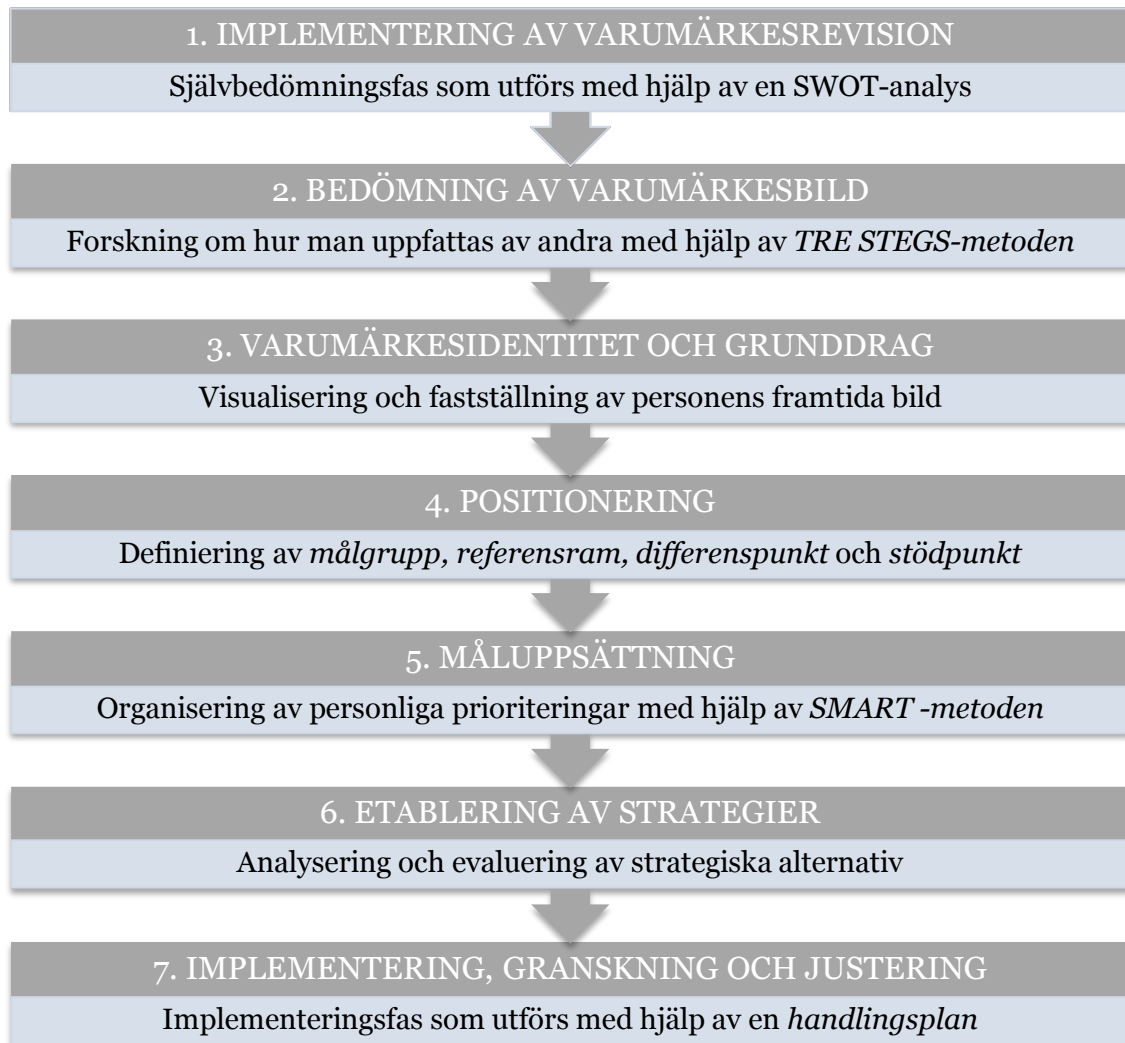 1. IMPLEMENTERING AV VARUMÄRKESREVISION
Självbedömningsfas som utförs med hjälp av en SWOT-analys
2. BEDÖMNING AV VARUMÄRKESBILD
Forskning om hur man uppfattas av andra med hjälp av TRE STEGS-metoden
3. VARUMÄRKESIDENTITET OCH GRUNDDRAG
Visualisering och fastställning av personens framtida bild
4. POSITIONERING
Definiering av målgrupp, referensram, differenspunkt och stödpunkt
5. MÅLUPPSÄTTNING
Organisering av personliga prioriteringar med hjälp av SMART -metoden
6. ETABLERING AV STRATEGIER
Analysering och evaluering av strategiska alternativ
7. IMPLEMENTERING, GRANSKNING OCH JUSTERING
Implementeringsfas som utförs med hjälp av en handlingsplan